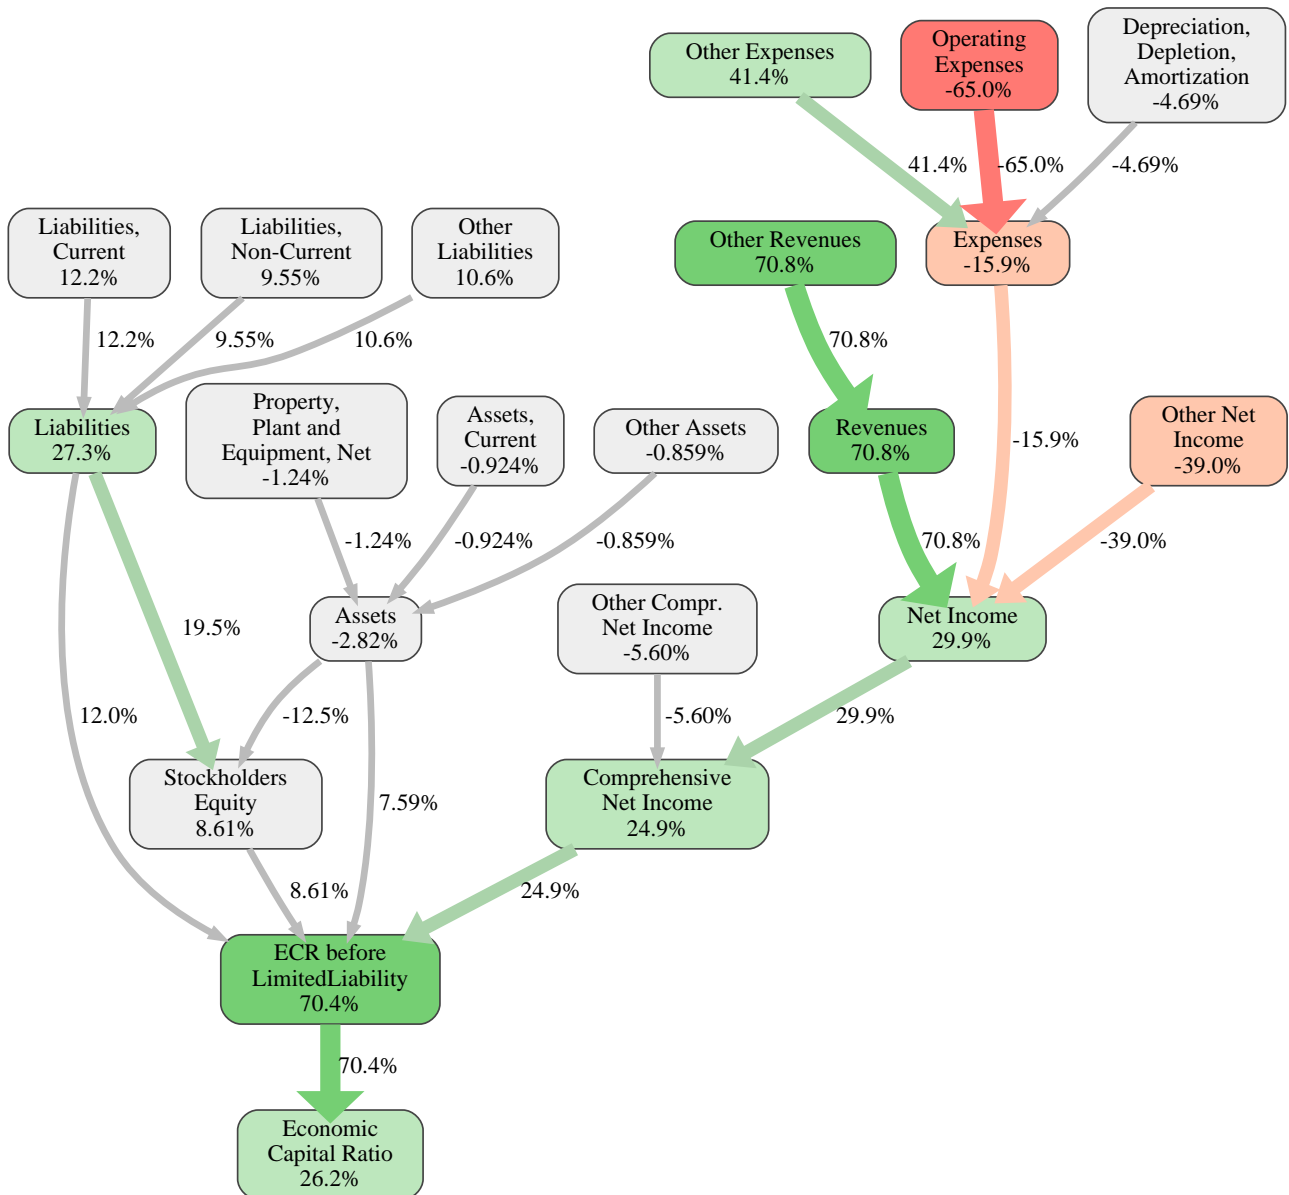 Other Expenses
41.4%
Operating
Expenses
-65.0%
Depreciation,
Depletion,
Amortization
-4.69%
41.4%
-65.0%
-4.69%
Liabilities,
Current
12.2%
Liabilities,
Non-Current
9.55%
Other
Liabilities
10.6%
Other Revenues
70.8%
Expenses
-15.9%
12.2%
9.55%
10.6%
70.8%
Liabilities
27.3%
Property,
Plant and
Equipment, Net
-1.24%
Assets,
Current
-0.924%
Other Assets
-0.859%
Revenues
70.8%
-15.9%
Other Net
Income
-39.0%
-1.24%
-0.924%
-0.859%
70.8%
-39.0%
19.5%
Assets
-2.82%
Other Compr.
Net Income
-5.60%
Net Income
29.9%
12.0%
-12.5%
-5.60%
29.9%
Stockholders
Equity
8.61%
7.59%
Comprehensive
Net Income
24.9%
8.61%
24.9%
ECR before
LimitedLiability
70.4%
70.4%
Economic
Capital Ratio
26.2%